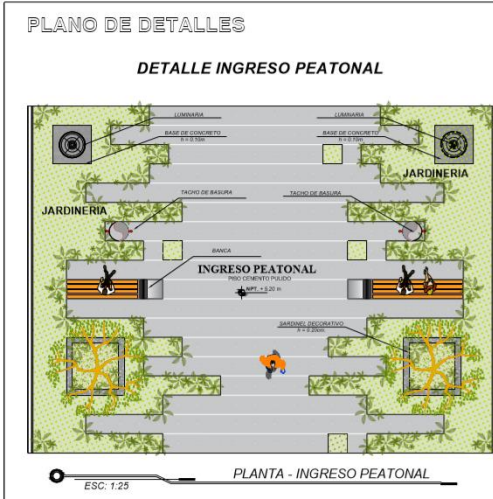 PLANO DE DETALLES
DETALLE INGRESO PEATONAL
LUMINARIA
LUMINARIA
BASE DE CONCRETO
h = 0.10m
BASE DE CONCRETO
h = 0.10m
JARDINERIA
TACHO DE BASURA
TACHO DE BASURA
JARDINERIA
BANCA
INGRESO PEATONAL
PISO CEMENTO PULIDO
NPT. + 0.20 m
SARDINEL DECORATIVO
h = 0.20cm.
ESC: 1:25
PLANTA - INGRESO PEATONAL